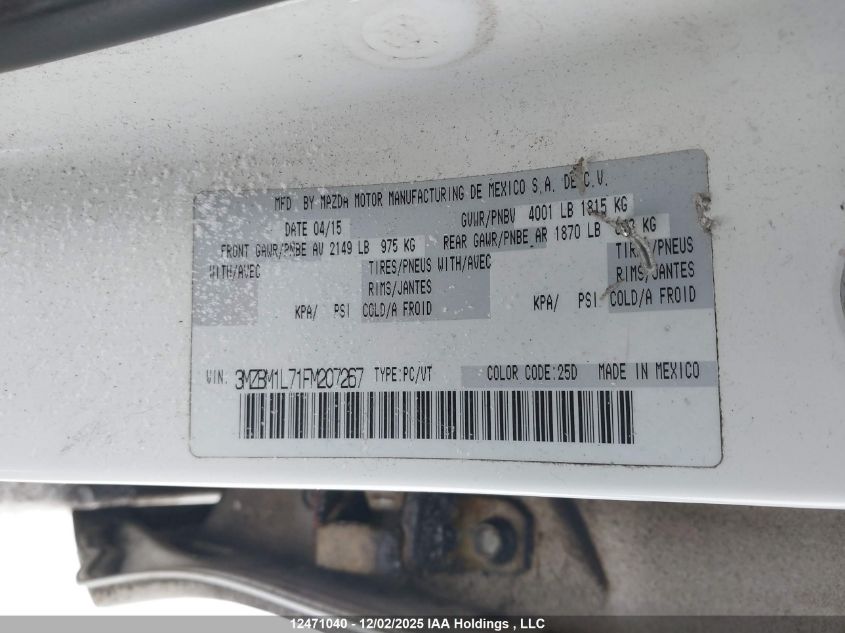 MFD. BY MAZDA MOTOR MANUFACTURING DE MEXICO S.A. DE C.V.
DATE 04/15 GVWR/PNBV 4001 LB 1815 KG
FRONT GAWR/PNBE AV 2149 LB 975 KG REAR GAWR/PNBE AR 1870 LB KG
WITH/AVEC TIRES/PNEUS WITH/AVEC TIRES/PNEUS
RIMS/JANTES RIMS/JANTES
KPA/ PSI COLD/A FROID KPA/ PSI COLD/A FROID
VIN: 3MZBM1L71FM207267 TYPE:PC/VT COLOR CODE:25D MADE IN MEXICO
12471040 - 12/02/2025 IAA Holdings , LLC